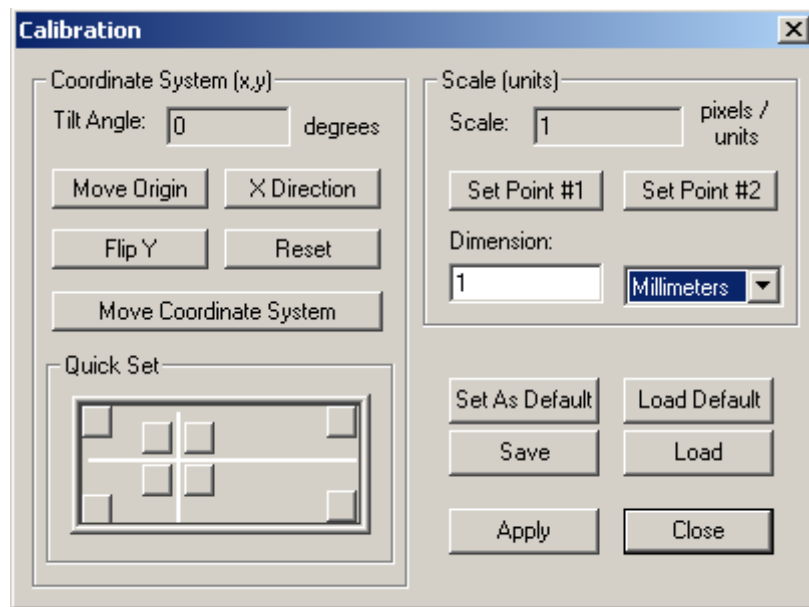 Calibration
Coordinate System (x,y)
Tilt Angle: 0 degrees
Move Origin
X Direction
Flip Y
Reset
Move Coordinate System
Quick Set
Scale (units)
Scale: 1 pixels /
units
Set Point #1
Set Point #2
Dimension:
1
Millimeters
Set As Default
Load Default
Save
Load
Apply
Close